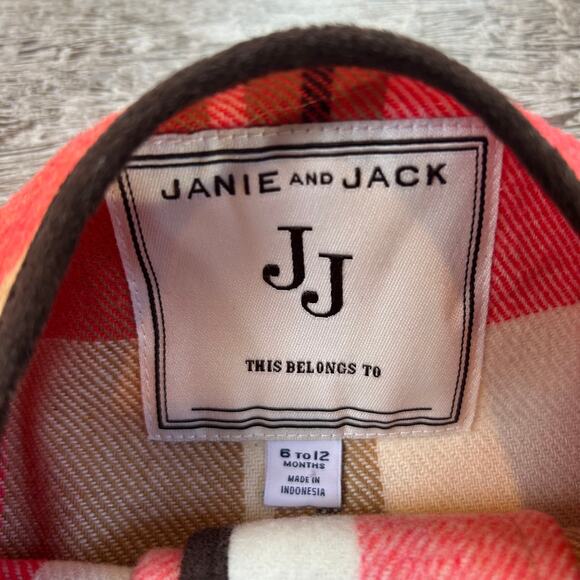 JANIE AND JACK
JJ
THIS BELONGS TO
6 TO 12
MONTHS
MADE IN
INDONESIA